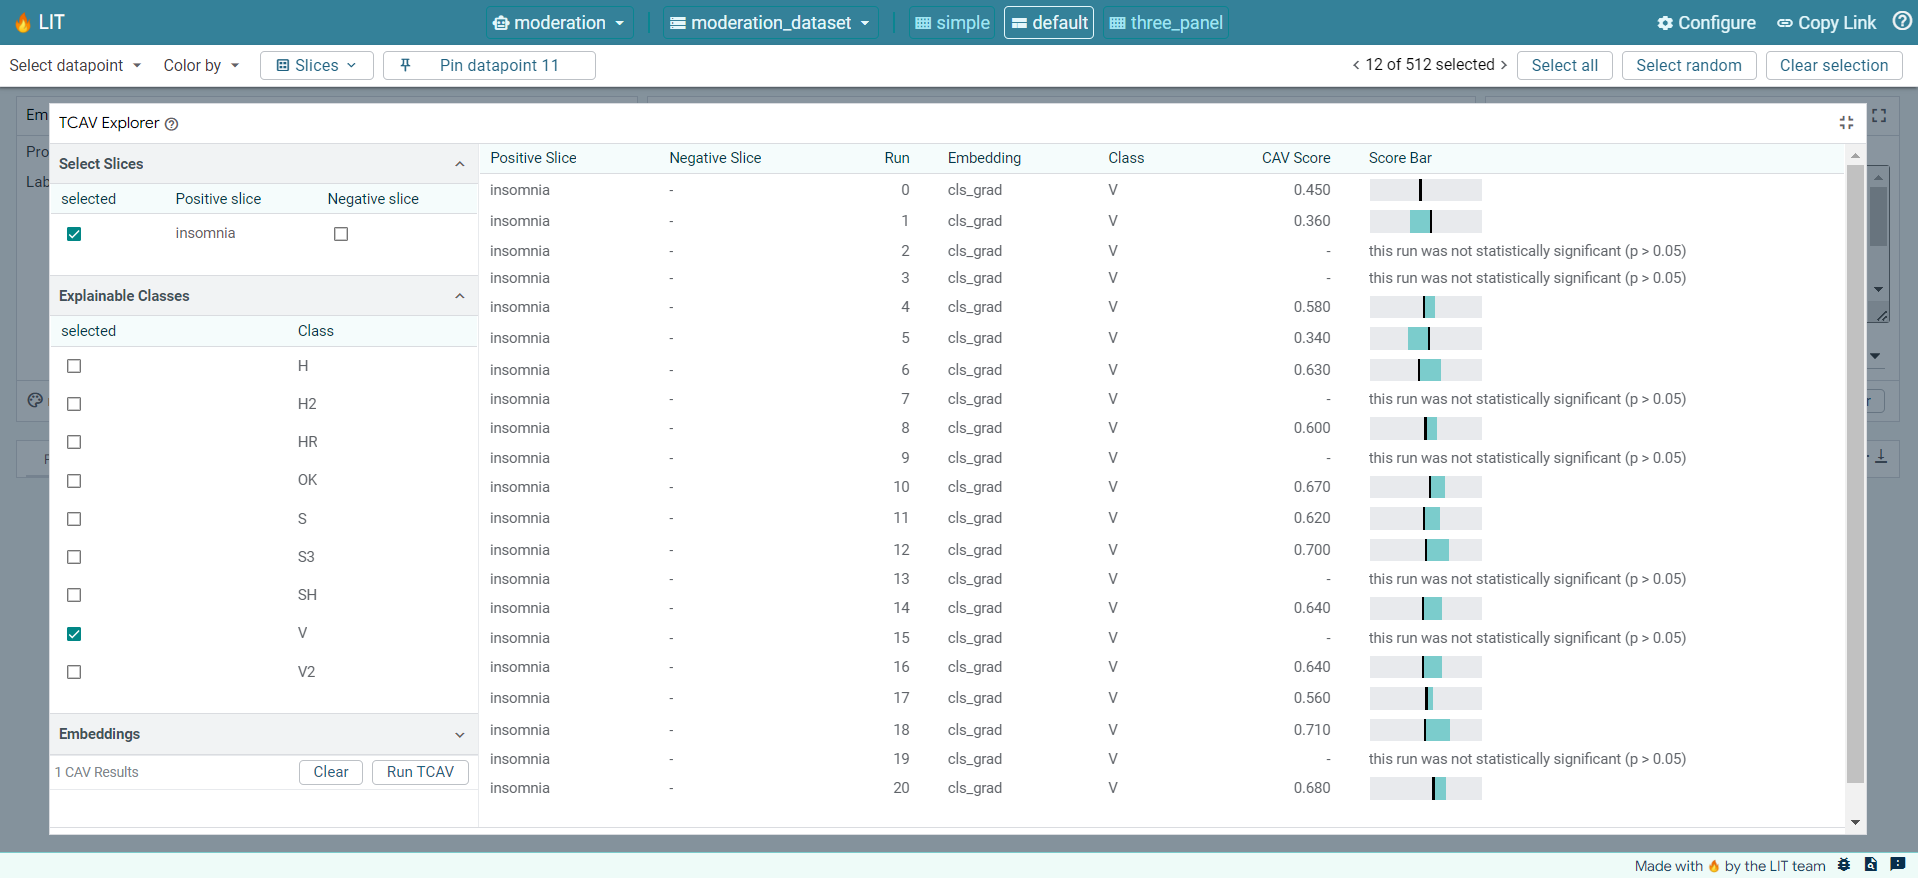 LIT
moderation
moderation_dataset
simple
default
three_panel
Configure
Copy Link
Select datapoint
Color by
Slices
Pin datapoint 11
12 of 512 selected
Select all
Select random
Clear selection
Em
Pro
Lab
TCAV Explorer
Select Slices
selected Positive slice Negative slice
insomnia
Explainable Classes
selected Class
H
H2
HR
OK
S
S3
SH
V
V2
Embeddings
1 CAV Results
Clear
Run TCAV
Positive Slice Negative Slice Run Embedding Class CAV Score Score Bar
insomnia - 0 cls_grad V 0.450
insomnia - 1 cls_grad V 0.360
insomnia - 2 cls_grad V - this run was not statistically significant (p > 0.05)
insomnia - 3 cls_grad V - this run was not statistically significant (p > 0.05)
insomnia - 4 cls_grad V 0.580
insomnia - 5 cls_grad V 0.340
insomnia - 6 cls_grad V 0.630
insomnia - 7 cls_grad V - this run was not statistically significant (p > 0.05)
insomnia - 8 cls_grad V 0.600
insomnia - 9 cls_grad V - this run was not statistically significant (p > 0.05)
insomnia - 10 cls_grad V 0.670
insomnia - 11 cls_grad V 0.620
insomnia - 12 cls_grad V 0.700
insomnia - 13 cls_grad V - this run was not statistically significant (p > 0.05)
insomnia - 14 cls_grad V 0.640
insomnia - 15 cls_grad V - this run was not statistically significant (p > 0.05)
insomnia - 16 cls_grad V 0.640
insomnia - 17 cls_grad V 0.560
insomnia - 18 cls_grad V 0.710
insomnia - 19 cls_grad V - this run was not statistically significant (p > 0.05)
insomnia - 20 cls_grad V 0.680
Made with 🔥 by the LIT team